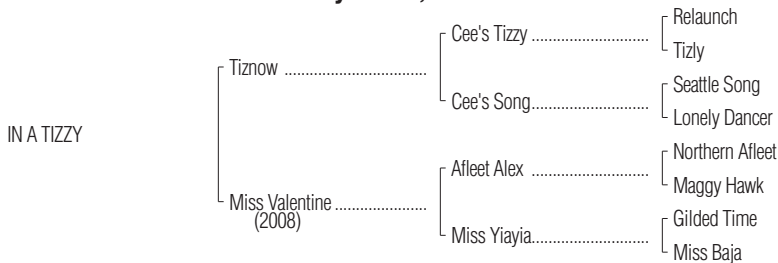 Relaunch
Cee's Tizzy ..............................
Tizly
Tiznow ....................................
Seattle Song
Cee's Song..............................
Lonely Dancer
IN A TIZZY
Northern Afleet
Afleet Alex ..............................
Maggy Hawk
Miss Valentine .......................
(2008)
Gilded Time
Miss Yiayia..............................
Miss Baja